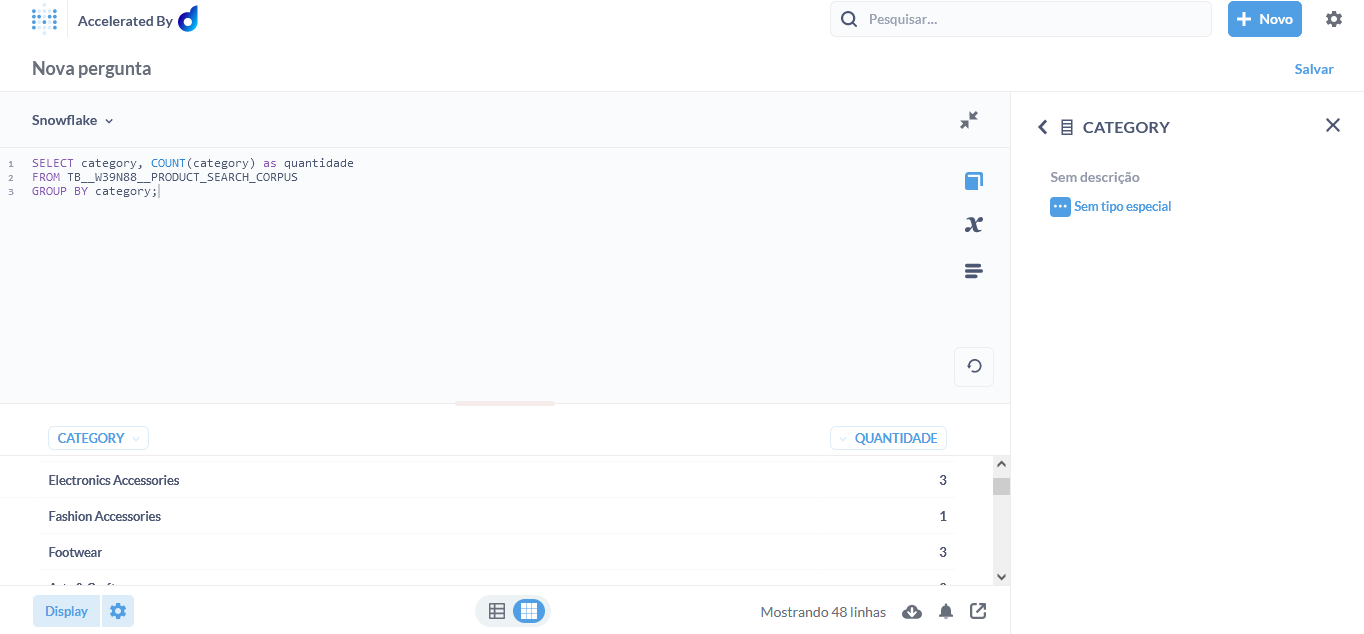 Accelerated By
Pesquisar...
Novo
Nova pergunta
Salvar
Snowflake
1 SELECT category, COUNT(category) as quantidade
2 FROM TB__W39N88__PRODUCT_SEARCH_CORPUS
3 GROUP BY category;
CATEGORY
Sem descrição
Sem tipo especial
CATEGORY QUANTIDADE
Electronics Accessories 3
Fashion Accessories 1
Footwear 3
Display
Mostrando 48 linhas